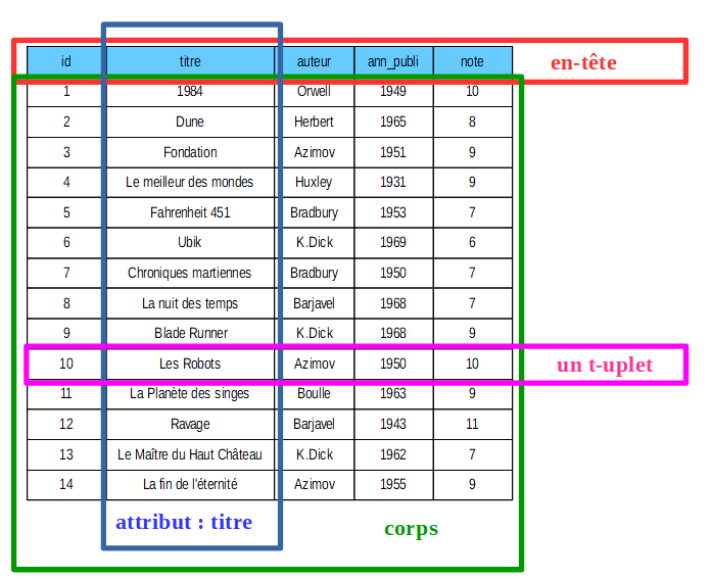 id titre auteur ann_publi note en-tête
1 1984 Orwell 1949 10
2 Dune Herbert 1965 8
3 Fondation Azimov 1951 9
4 Le meilleur des mondes Huxley 1931 9
5 Fahrenheit 451 Bradbury 1953 7
6 Ubik K.Dick 1969 6
7 Chroniques martiennes Bradbury 1950 7
8 La nuit des temps Barjavel 1968 7
9 Blade Runner K.Dick 1968 9
10 Les Robots Azimov 1950 10 un t-uplet
11 La Planète des singes Boulle 1963 9
12 Ravage Barjavel 1943 11
13 Le Maître du Haut Château K.Dick 1962 7
14 La fin de l'éternité Azimov 1955 9
attribut : titre corps